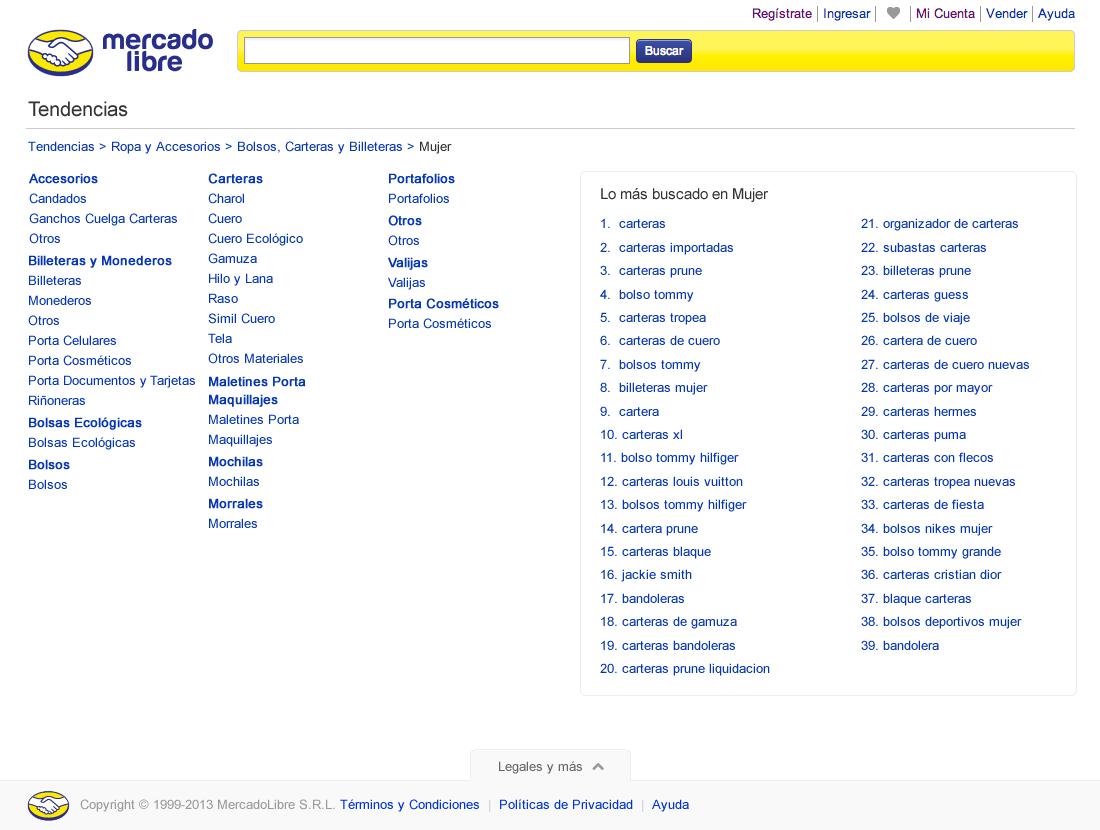 Regístrate Ingresar Mi Cuenta Vender Ayuda
mercado
libre
Buscar
Tendencias
Tendencias > Ropa y Accesorios > Bolsos, Carteras y Billeteras > Mujer
Accesorios
Candados
Ganchos Cuelga Carteras
Otros
Billeteras y Monederos
Billeteras
Monederos
Otros
Porta Celulares
Porta Cosméticos
Porta Documentos y Tarjetas
Riñoneras
Bolsas Ecológicas
Bolsas Ecológicas
Bolsos
Bolsos
Carteras
Charol
Cuero
Cuero Ecológico
Gamuza
Hilo y Lana
Raso
Simil Cuero
Tela
Otros Materiales
Maletines Porta
Maquillajes
Maletines Porta
Maquillajes
Mochilas
Mochilas
Morrales
Morrales
Portafolios
Portafolios
Otros
Otros
Valijas
Valijas
Porta Cosméticos
Porta Cosméticos
Lo más buscado en Mujer
1. carteras
2. carteras importadas
3. carteras prune
4. bolso tommy
5. carteras tropea
6. carteras de cuero
7. bolsos tommy
8. billeteras mujer
9. cartera
10. carteras xl
11. bolso tommy hilfiger
12. carteras louis vuitton
13. bolsos tommy hilfiger
14. cartera prune
15. carteras blaque
16. jackie smith
17. bandoleras
18. carteras de gamuza
19. carteras bandoleras
20. carteras prune liquidacion
21. organizador de carteras
22. subastas carteras
23. billeteras prune
24. carteras guess
25. bolsos de viaje
26. cartera de cuero
27. carteras de cuero nuevas
28. carteras por mayor
29. carteras hermes
30. carteras puma
31. carteras con flecos
32. carteras tropea nuevas
33. carteras de fiesta
34. bolsos nikes mujer
35. bolso tommy grande
36. carteras cristian dior
37. blaque carteras
38. bolsos deportivos mujer
39. bandolera
Legales y más
Copyright © 1999-2013 MercadoLibre S.R.L. Términos y Condiciones | Políticas de Privacidad | Ayuda